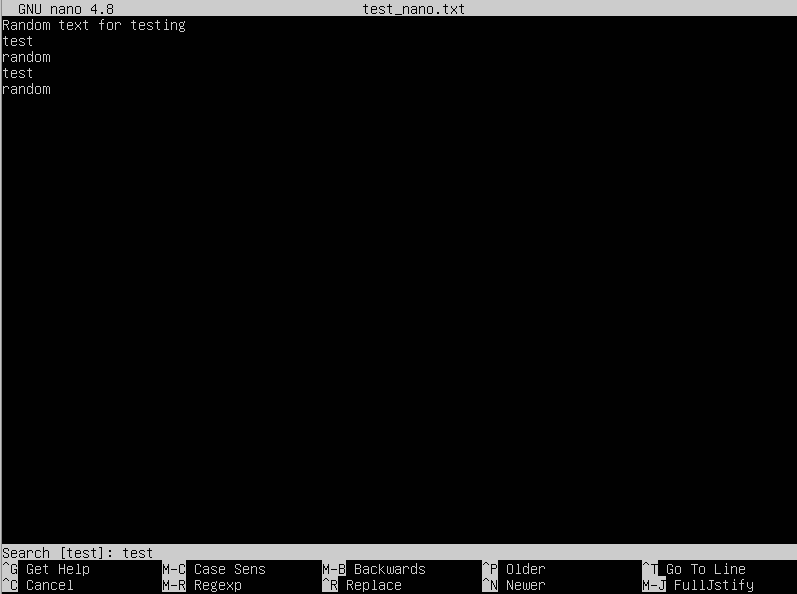 GNU nano 4.8 test_nano.txt
Random text for testing
test
random
test
random
Search [test]: test
^G Get Help M-C Case Sens M-B Backwards ^P Older ^T Go To Line
^C Cancel M-R Regexp ^R Replace ^N Newer M-J FullJstify